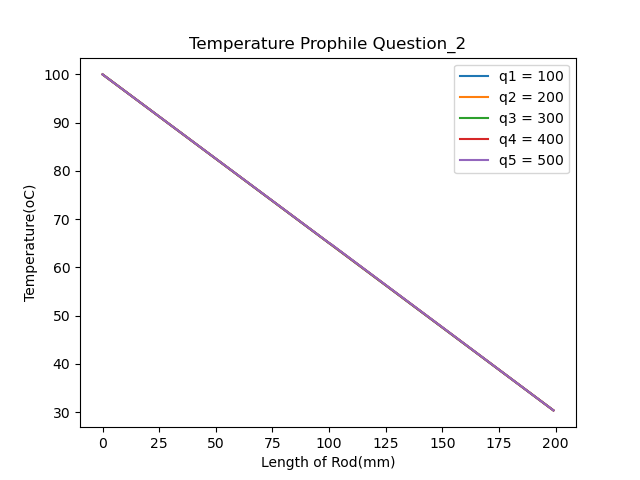 Temperature Prophile Question_2
q1 = 100
q2 = 200
q3 = 300
q4 = 400
q5 = 500
Temperature(oC)
100
90
80
70
60
50
40
30
0 25 50 75 100 125 150 175 200
Length of Rod(mm)